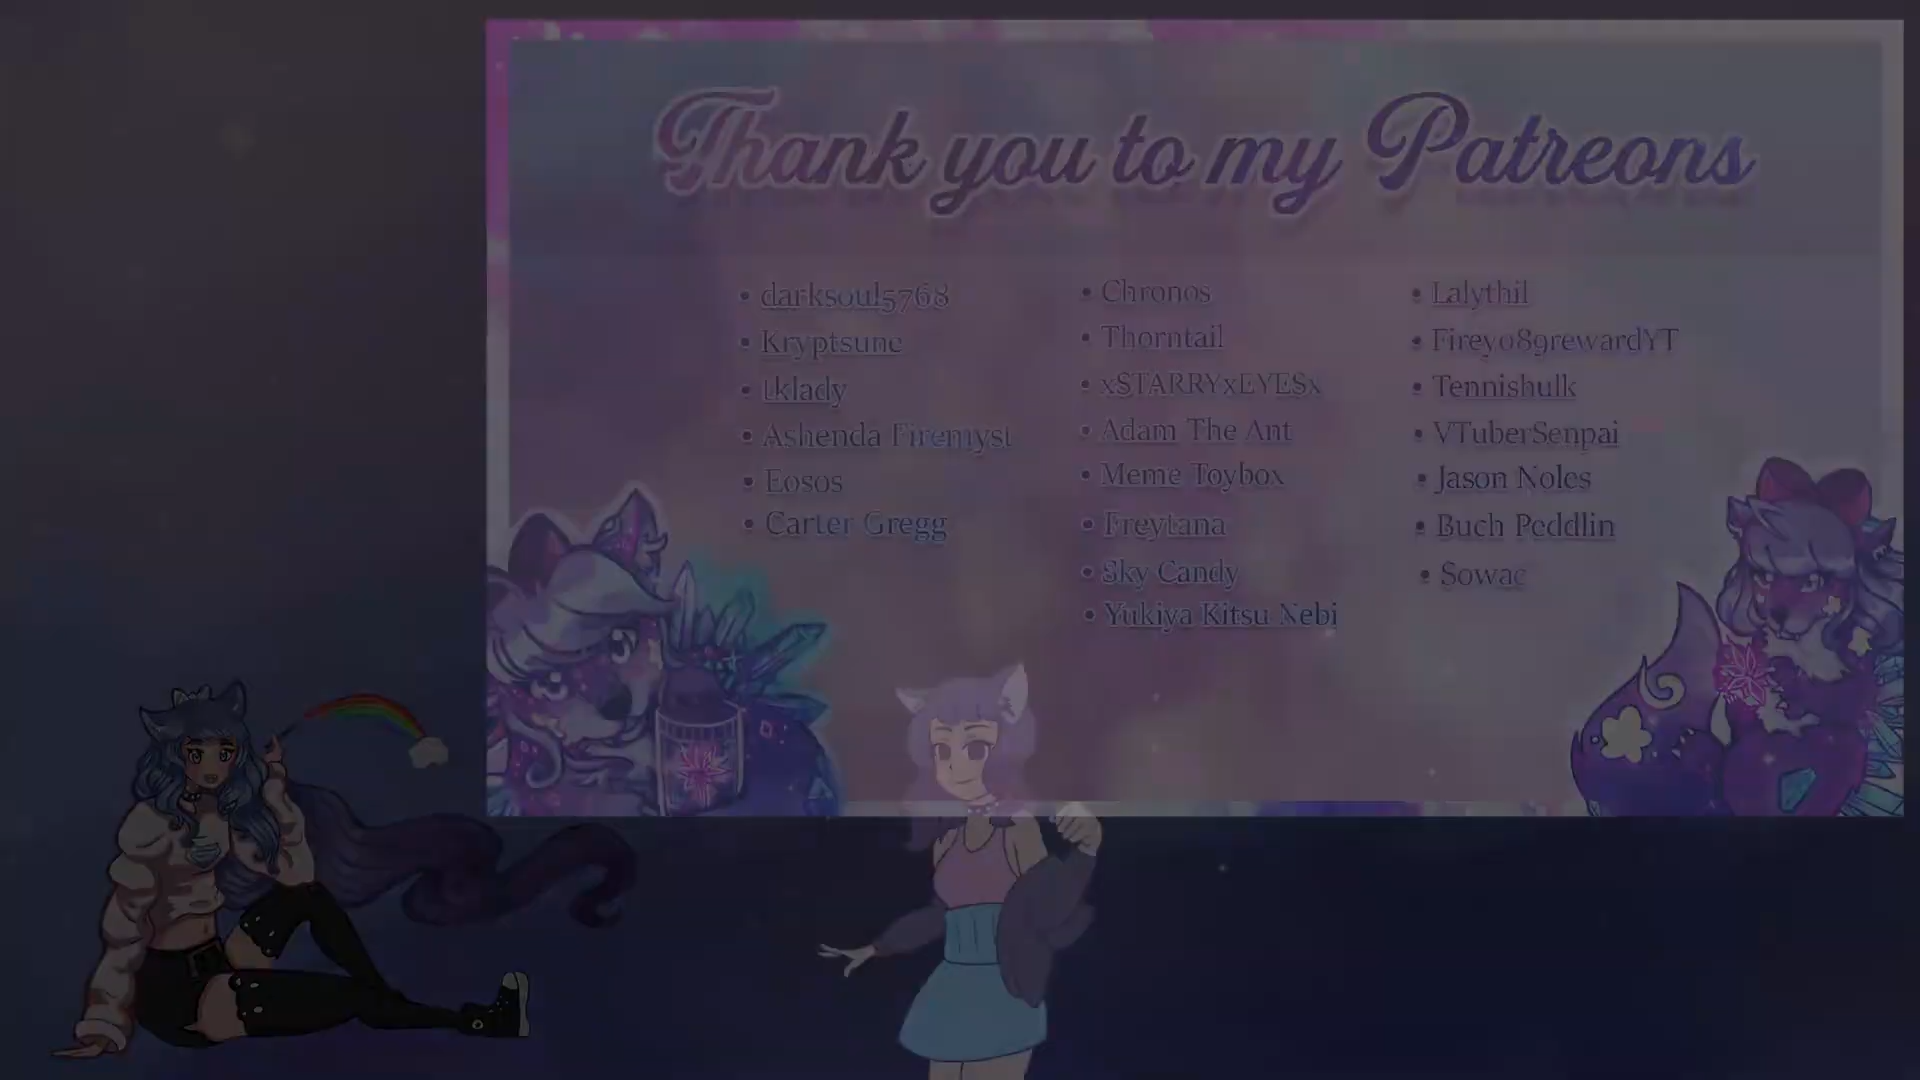 Thank you to my Patreons
• darksoul5768
• Kryptsune
• tklady
• Ashenda Firemyst
• Eosos
• Carter Gregg
• Chronos
• Thorntail
• xSTARRYxEYESx
• Adam The Ant
• Meme Toybox
• Freytana
• Sky Candy
• Yukiya Kitsu Nebi
• Lalythil
• Firey089rewardYT
• Tennishulk
• VTuberSenpai
• Jason Noles
• Buch Peddlin
• Sowac